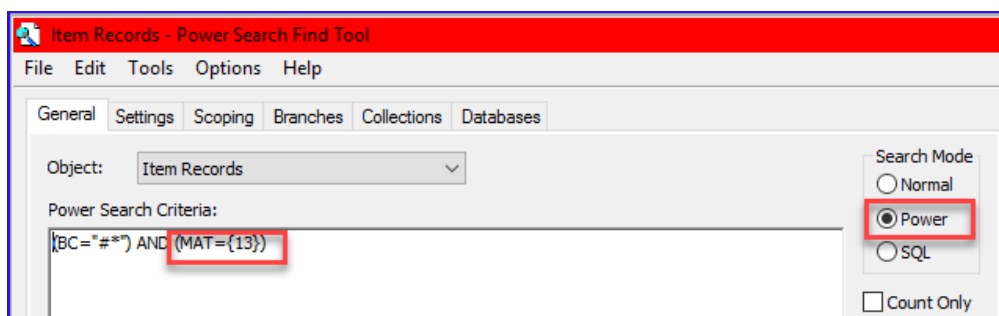 Item Records - Power Search Find Tool
File Edit Tools Options Help
General Settings Scoping Branches Collections Databases
Object: Item Records
Search Mode
Normal
Power Search Criteria:
Power
(BC="#*") AND (MAT={13})
SQL
Count Only